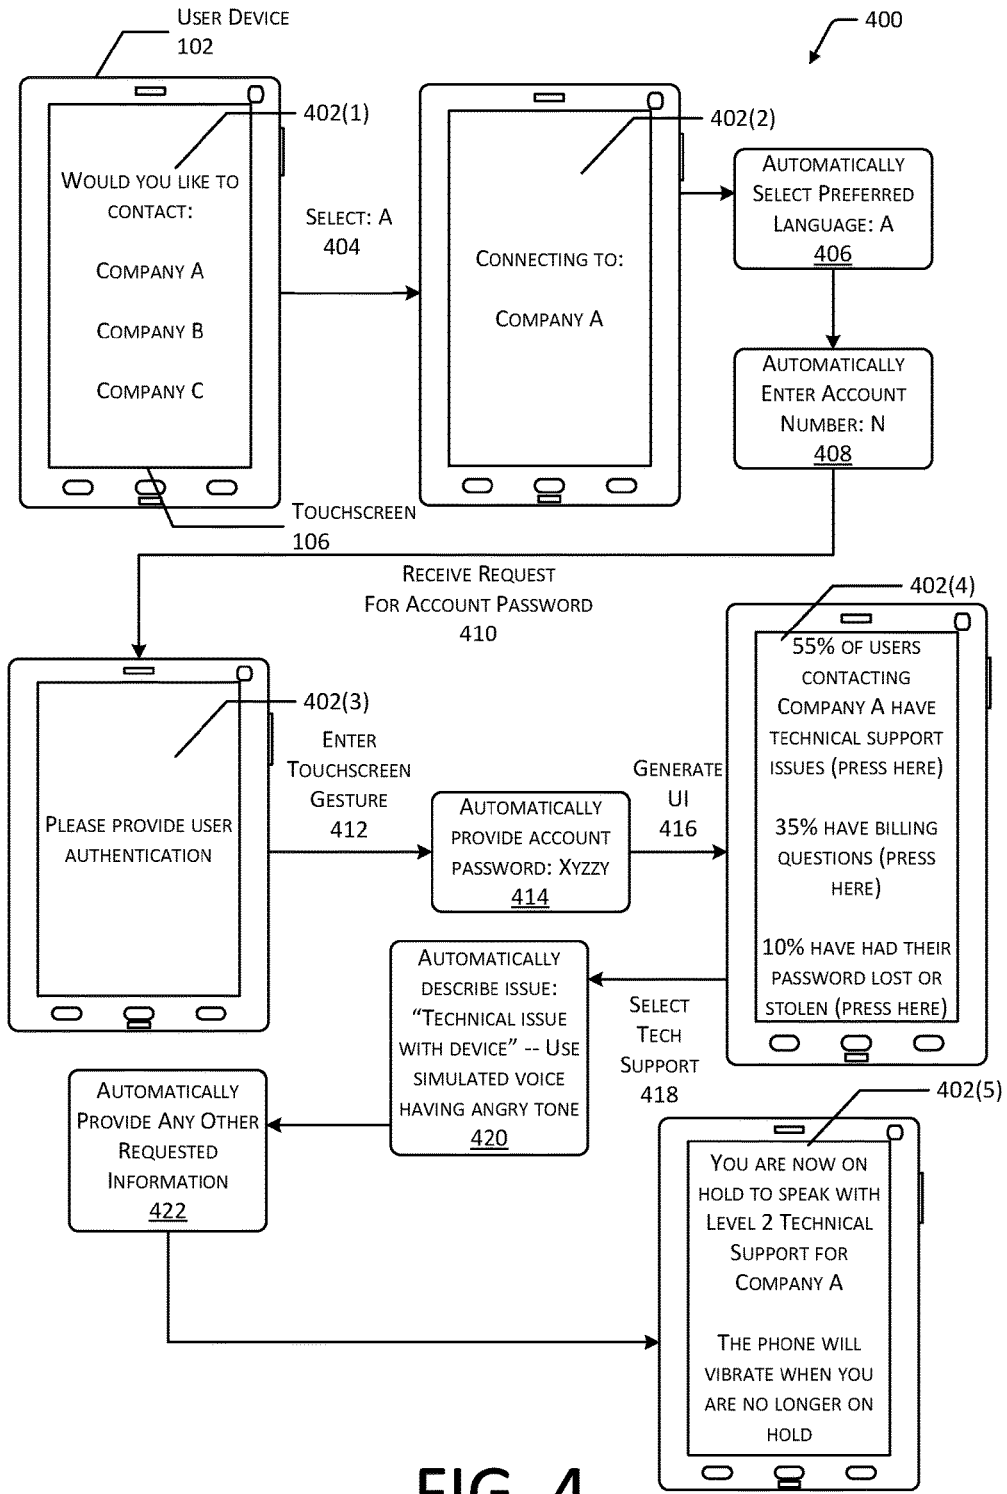 USER DEVICE
102
400
402(1)
WOULD YOU LIKE TO
CONTACT:
COMPANY A
COMPANY B
COMPANY C
SELECT: A
404
402(2)
CONNECTING TO:
COMPANY A
AUTOMATICALLY
SELECT PREFERRED
LANGUAGE: A
406
AUTOMATICALLY
ENTER ACCOUNT
NUMBER: N
408
TOUCHSCREEN
106
RECEIVE REQUEST
FOR ACCOUNT PASSWORD
410
402(3)
PLEASE PROVIDE USER
AUTHENTICATION
ENTER
TOUCHSCREEN
GESTURE
412
AUTOMATICALLY
PROVIDE ACCOUNT
PASSWORD: XYZZY
414
GENERATE
UI
416
402(4)
55% OF USERS
CONTACTING
COMPANY A HAVE
TECHNICAL SUPPORT
ISSUES (PRESS HERE)
35% HAVE BILLING
QUESTIONS (PRESS
HERE)
10% HAVE HAD THEIR
PASSWORD LOST OR
STOLEN (PRESS HERE)
SELECT
TECH
SUPPORT
418
AUTOMATICALLY
DESCRIBE ISSUE:
“TECHNICAL ISSUE
WITH DEVICE” -- USE
SIMULATED VOICE
HAVING ANGRY TONE
420
AUTOMATICALLY
PROVIDE ANY OTHER
REQUESTED
INFORMATION
422
402(5)
YOU ARE NOW ON
HOLD TO SPEAK WITH
LEVEL 2 TECHNICAL
SUPPORT FOR
COMPANY A
THE PHONE WILL
VIBRATE WHEN YOU
ARE NO LONGER ON
HOLD
FIG. 4